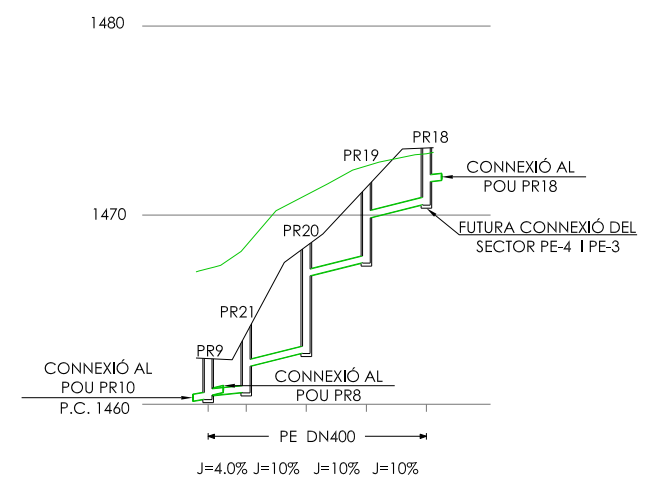 1480
PR18
PR19
CONNEXIÓ AL
POU PR18
1470
FUTURA CONNEXIÓ DEL
SECTOR PE-4 I PE-3
PR20
PR21
PR9
CONNEXIÓ AL
POU PR10
P.C. 1460
CONNEXIÓ AL
POU PR8
PE DN400
J=4.0% J=10% J=10% J=10%